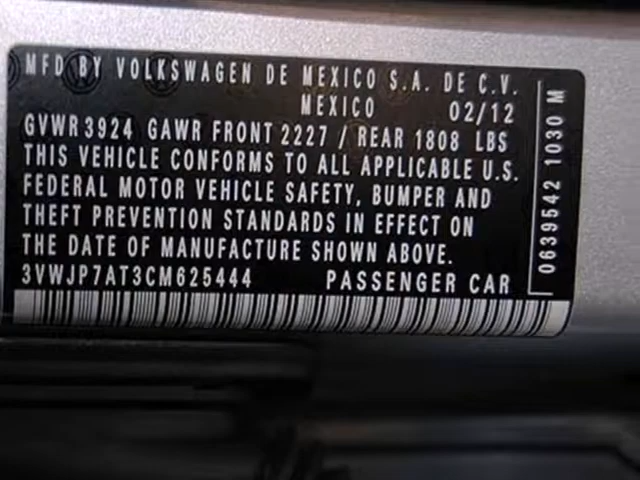 MFD BY VOLKSWAGEN DE MEXICO S.A. DE C.V.
MEXICO 02/12
GVWR 3924 GAWR FRONT 2227 / REAR 1808 LBS
THIS VEHICLE CONFORMS TO ALL APPLICABLE U.S.
FEDERAL MOTOR VEHICLE SAFETY, BUMPER AND
THEFT PREVENTION STANDARDS IN EFFECT ON
THE DATE OF MANUFACTURE SHOWN ABOVE.
3VWJP7AT3CM625444 PASSENGER CAR
0639542 1030 M